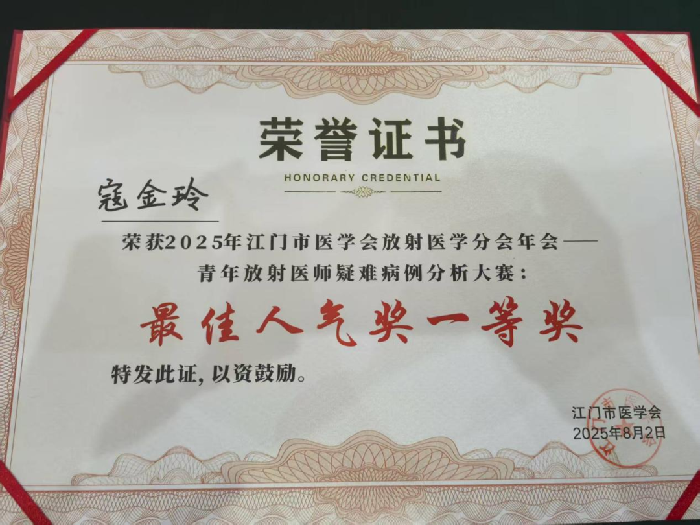 荣誉证书
HONORARY CREDENTIAL
寇金玲
荣获2025年江门市医学会放射医学分会年会——
青年放射医师疑难病例分析大赛：
最佳人气奖一等奖
特发此证，以资鼓励。
江门市医学会
2025年8月2日